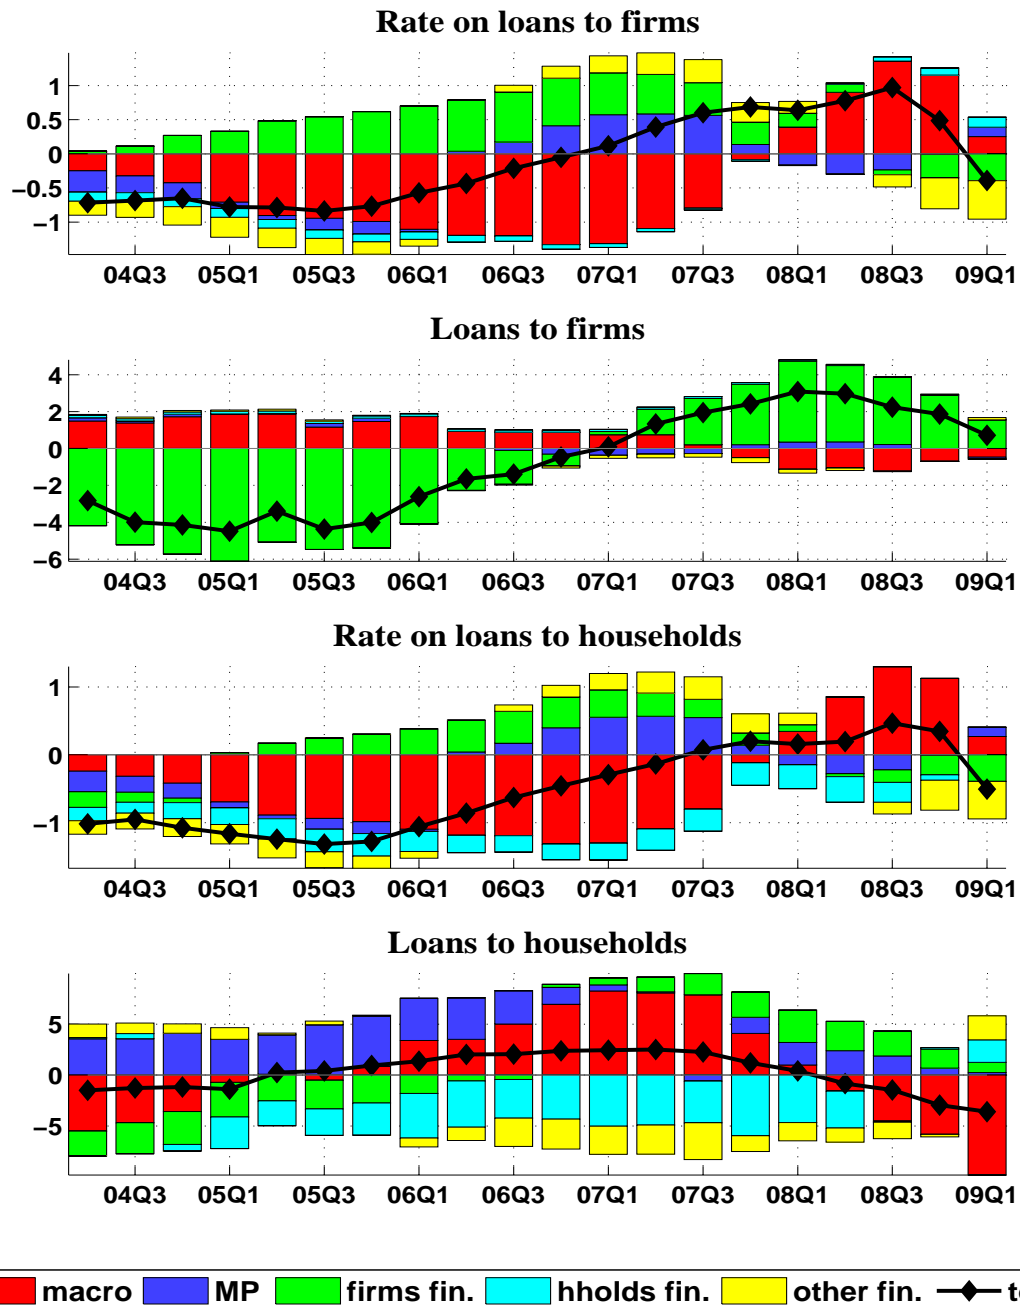 Rate on loans to firms
1
0.5
0
−0.5
−1
04Q3 05Q1 05Q3 06Q1 06Q3 07Q1 07Q3 08Q1 08Q3 09Q1
Loans to firms
4
2
0
−2
−4
−6
04Q3 05Q1 05Q3 06Q1 06Q3 07Q1 07Q3 08Q1 08Q3 09Q1
Rate on loans to households
1
0
−1
04Q3 05Q1 05Q3 06Q1 06Q3 07Q1 07Q3 08Q1 08Q3 09Q1
Loans to households
5
0
−5
04Q3 05Q1 05Q3 06Q1 06Q3 07Q1 07Q3 08Q1 08Q3 09Q1
macro MP firms fin. hholds fin. other fin.